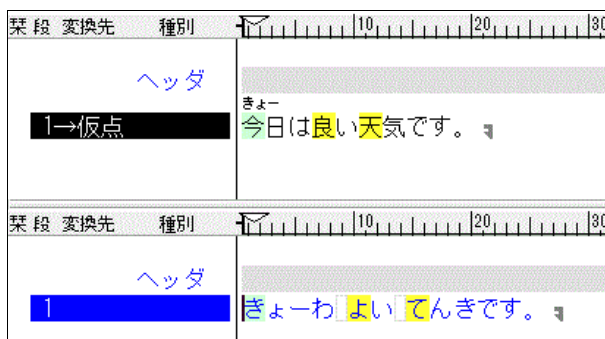 栞 段 変換先 種別 10 20 30
ヘッダ
きょー
1→仮点 今日は良い天気です。
栞 段 変換先 種別 10 20 30
ヘッダ
1 きょーわ よい てんきです。